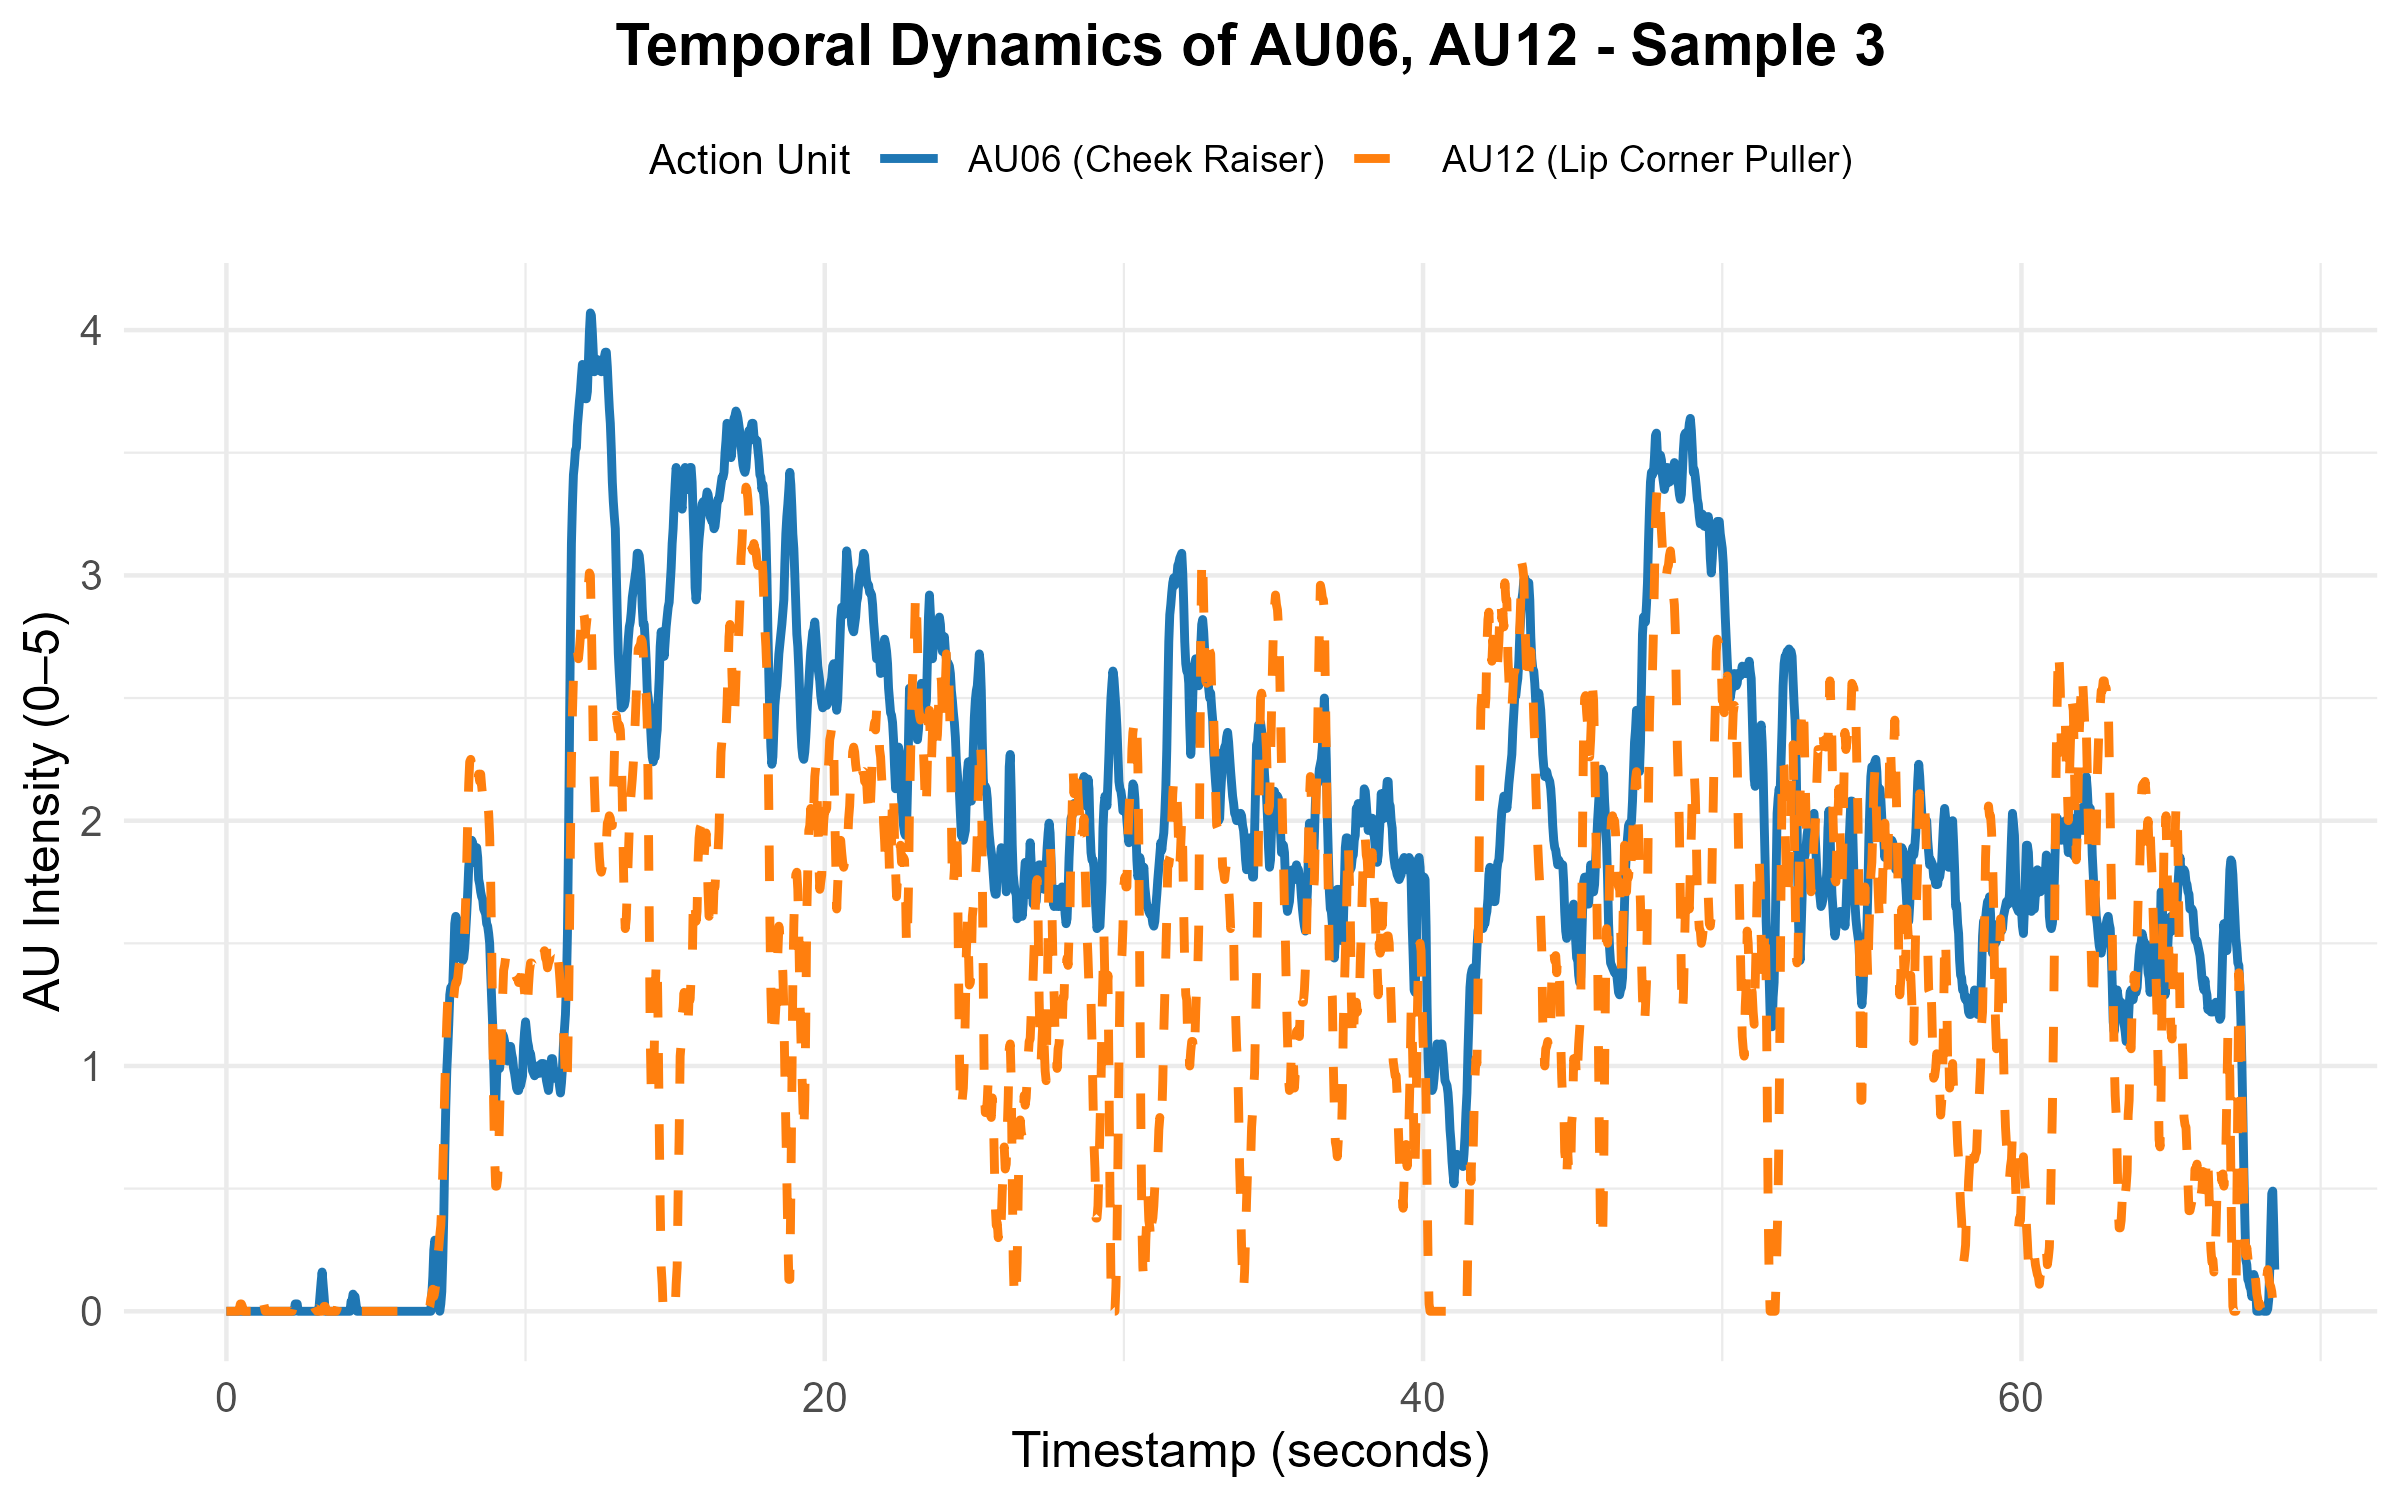 Temporal Dynamics of AU06, AU12 - Sample 3
Action Unit AU06 (Cheek Raiser) AU12 (Lip Corner Puller)
AU Intensity (0–5)
4
3
2
1
0
0 20 40 60
Timestamp (seconds)